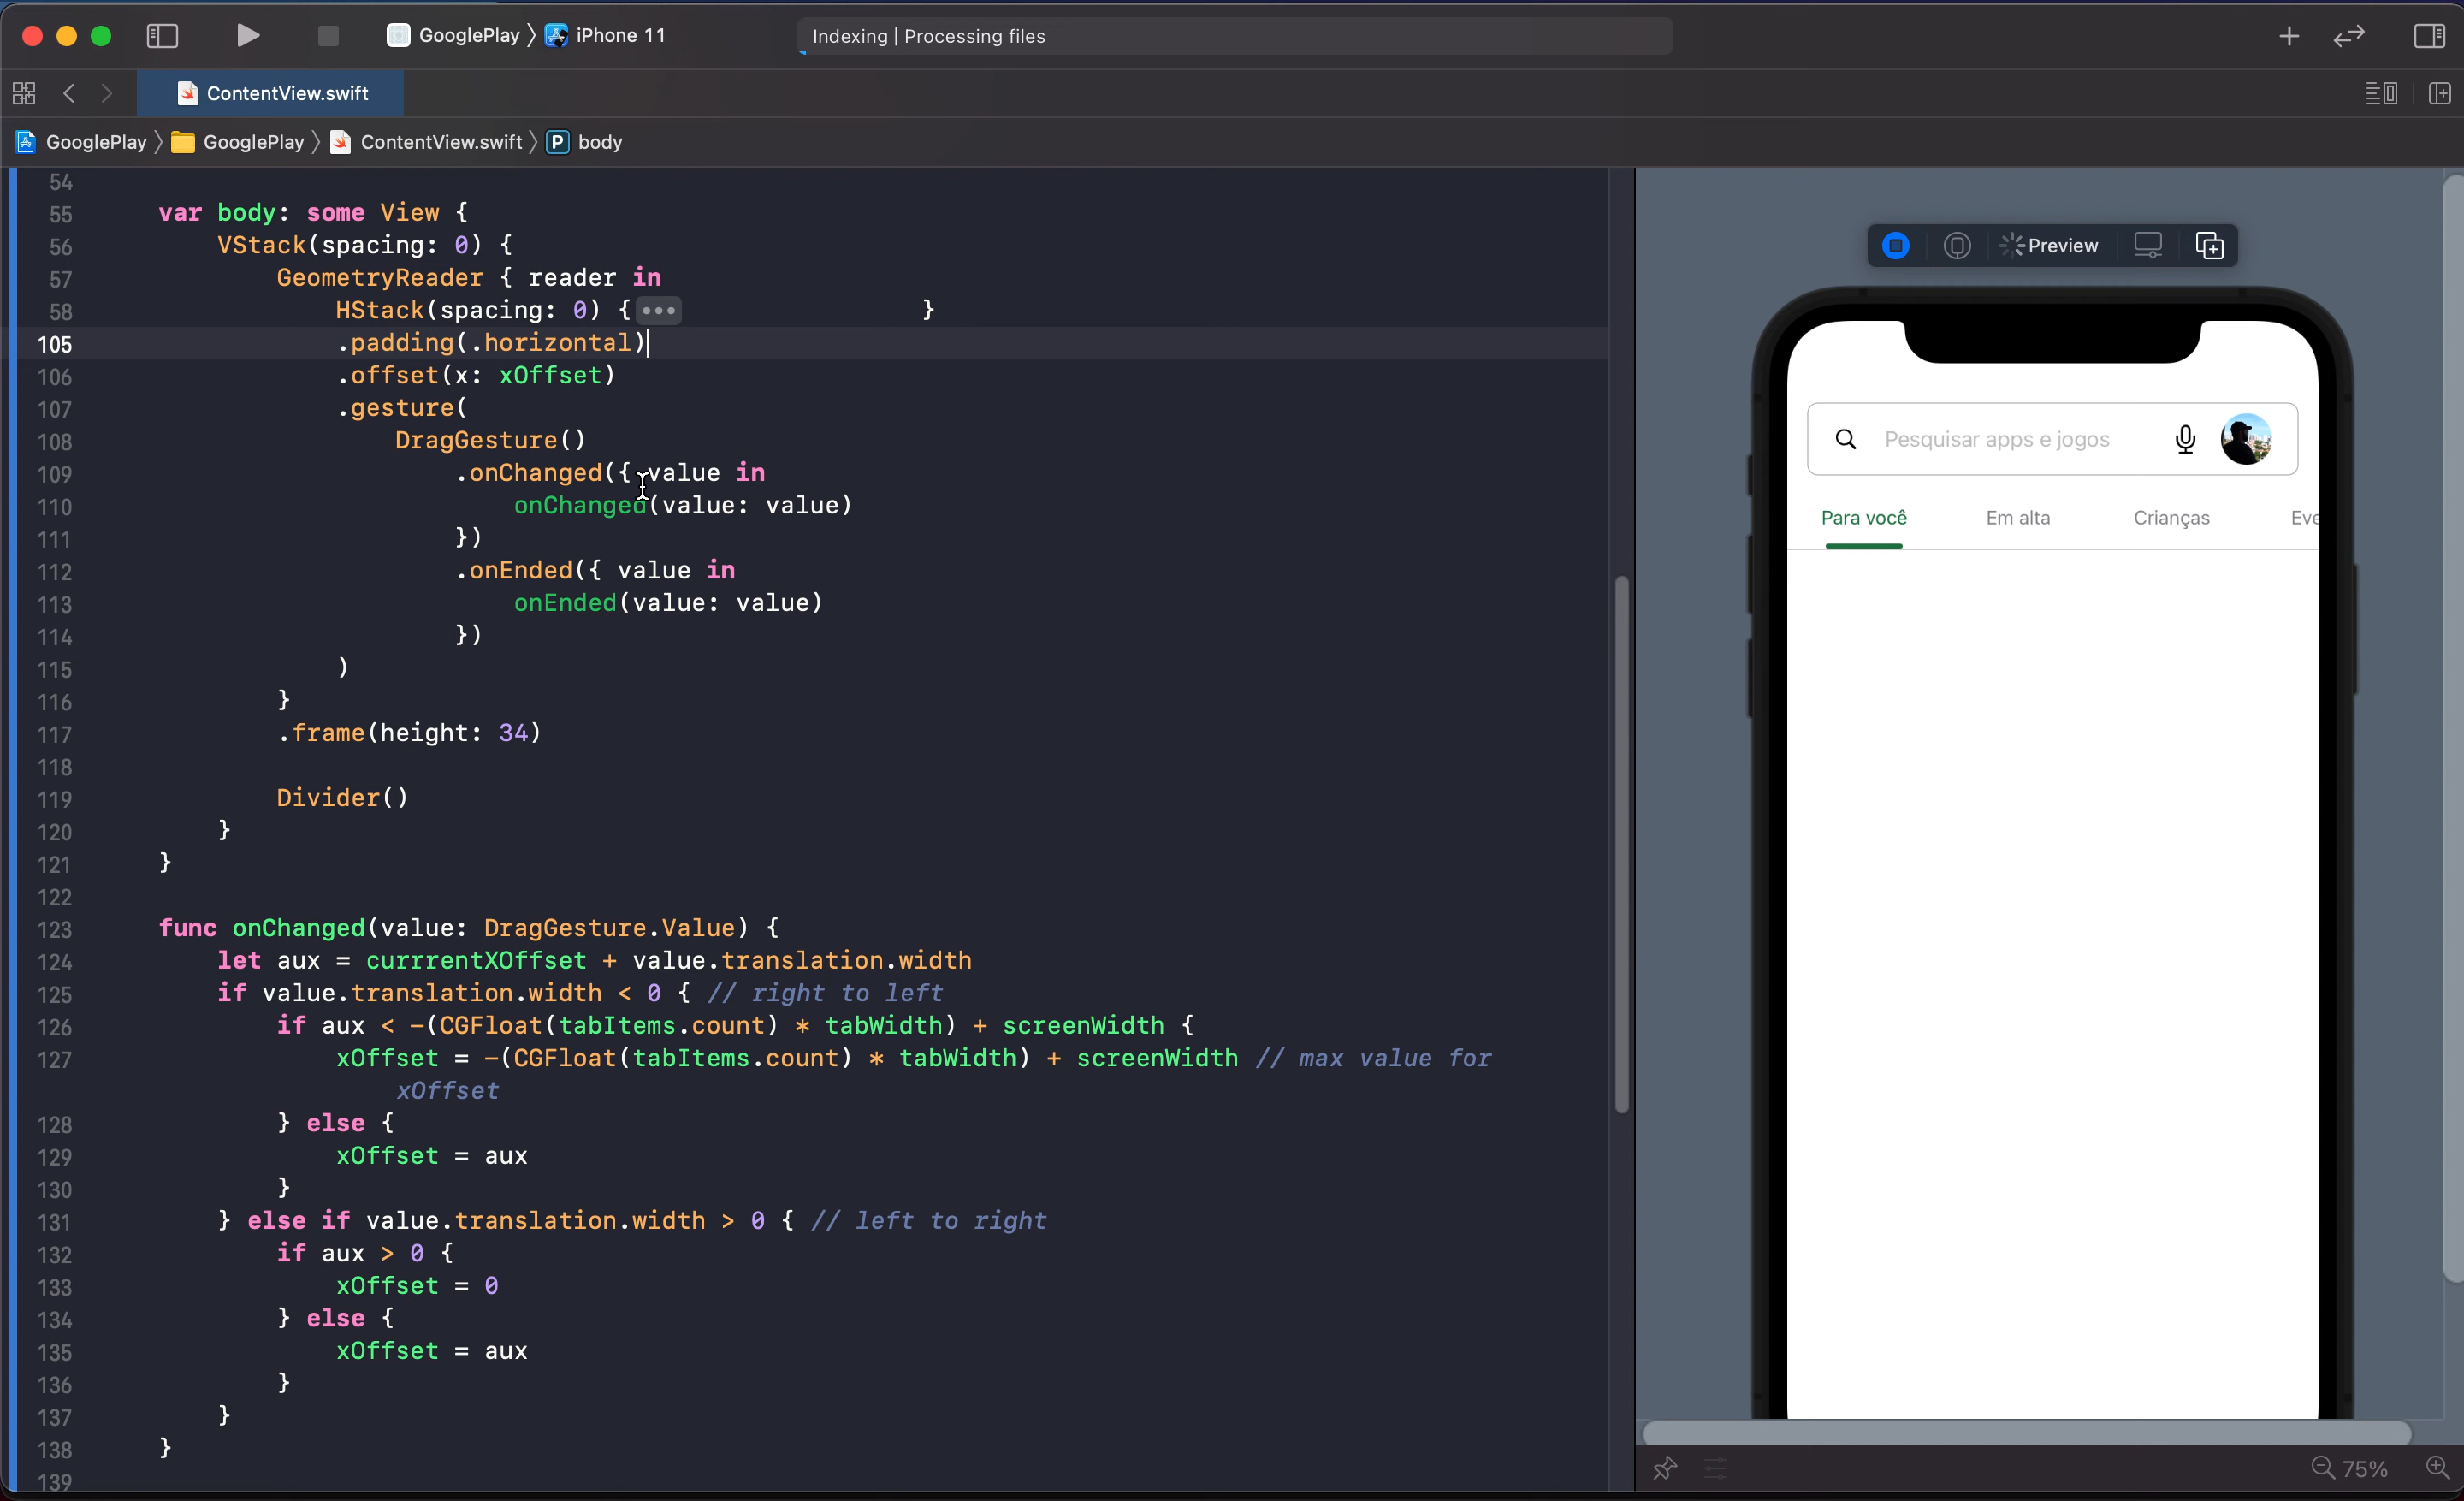 GooglePlay 〉 iPhone 11
Indexing | Processing files
ContentView.swift
GooglePlay 〉 GooglePlay 〉 ContentView.swift 〉 P body
54
55 var body: some View {
56 VStack(spacing: 0) {
57 GeometryReader { reader in
58 HStack(spacing: 0) {••• }
105 .padding(.horizontal)
106 .offset(x: xOffset)
107 .gesture(
108 DragGesture()
109 .onChanged({ value in
110 onChanged(value: value)
111 })
112 .onEnded({ value in
113 onEnded(value: value)
114 })
115 )
116 }
117 .frame(height: 34)
118
119 Divider()
120 }
121 }
122
123 func onChanged(value: DragGesture.Value) {
124 let aux = currrentXOffset + value.translation.width
125 if value.translation.width < 0 { // right to left
126 if aux < -(CGFloat(tabItems.count) * tabWidth) + screenWidth {
127 xOffset = -(CGFloat(tabItems.count) * tabWidth) + screenWidth // max value for
xOffset
128 } else {
129 xOffset = aux
130 }
131 } else if value.translation.width > 0 { // left to right
132 if aux > 0 {
133 xOffset = 0
134 } else {
135 xOffset = aux
136 }
137 }
138 }
139
Preview
Pesquisar apps e jogos
Para você Em alta Crianças Eve
75%